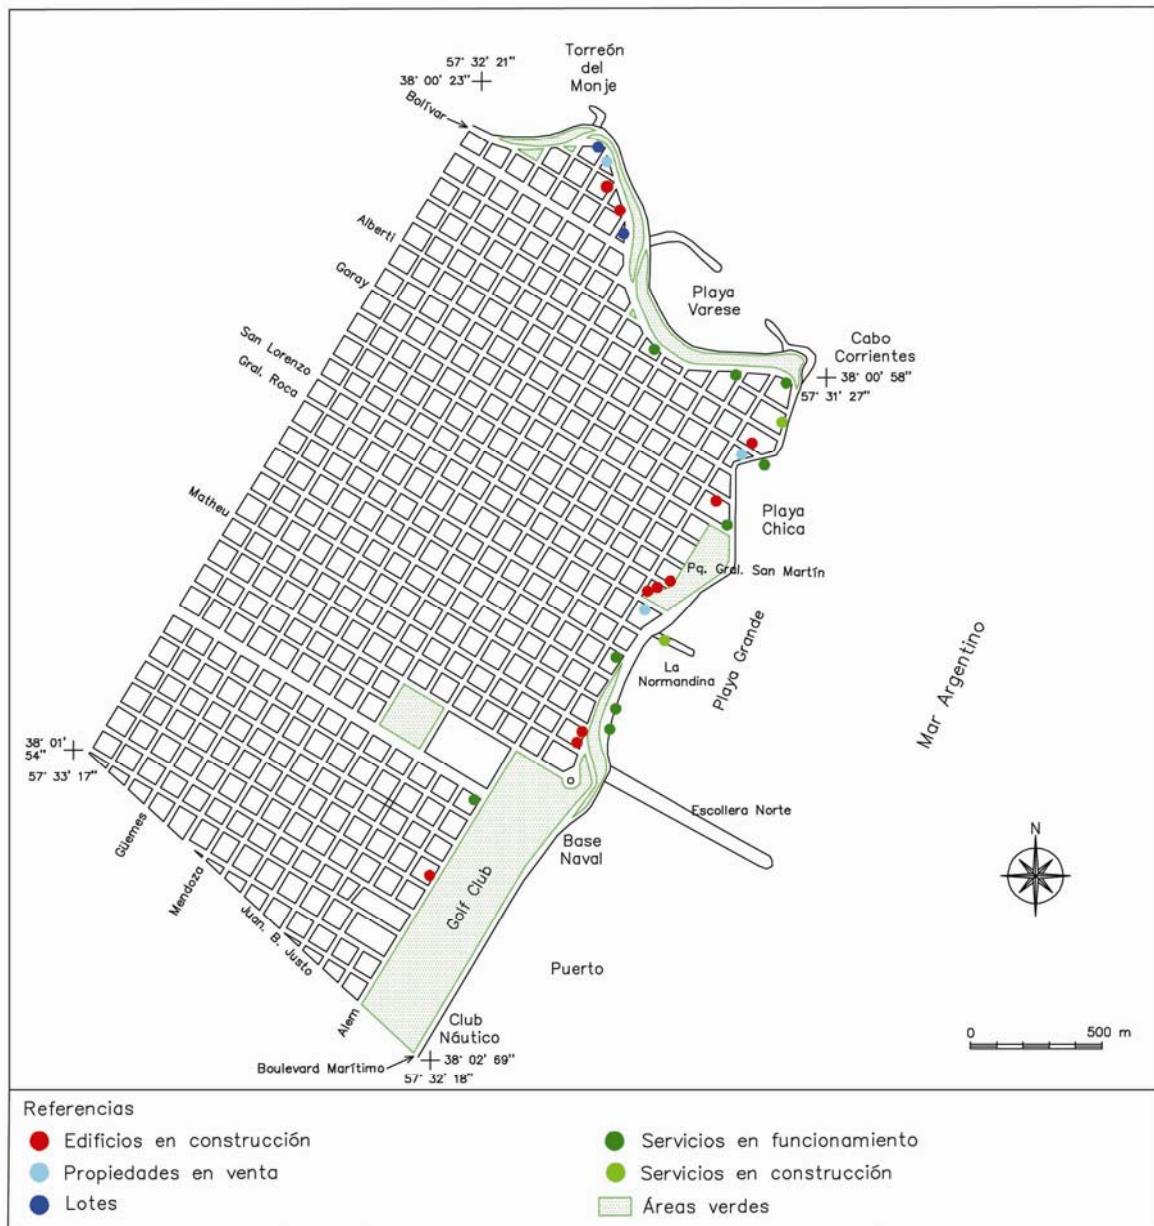 Torreón
del
Monje
57° 32' 21"
38° 00' 23"
Bolívar
Alberti
Garay
San Lorenzo
Gral. Roca
Matheu
Playa
Varese
Cabo
Corrientes
38° 00' 58"
57° 31' 27"
Playa
Chica
Pq. Gral. San Martín
Playa Grande
La
Normandina
Mar Argentino
38° 01'
54"
57° 33' 17"
Escollera Norte
Base
Naval
Golf Club
Güemes
Mendoza
Juan. B. Justo
Alem
Puerto
Club
Náutico
Boulevard Marítimo
38° 02' 69"
57° 32' 18"
N
0 500 m
Referencias
Edificios en construcción
Propiedades en venta
Lotes
Servicios en funcionamiento
Servicios en construcción
Áreas verdes